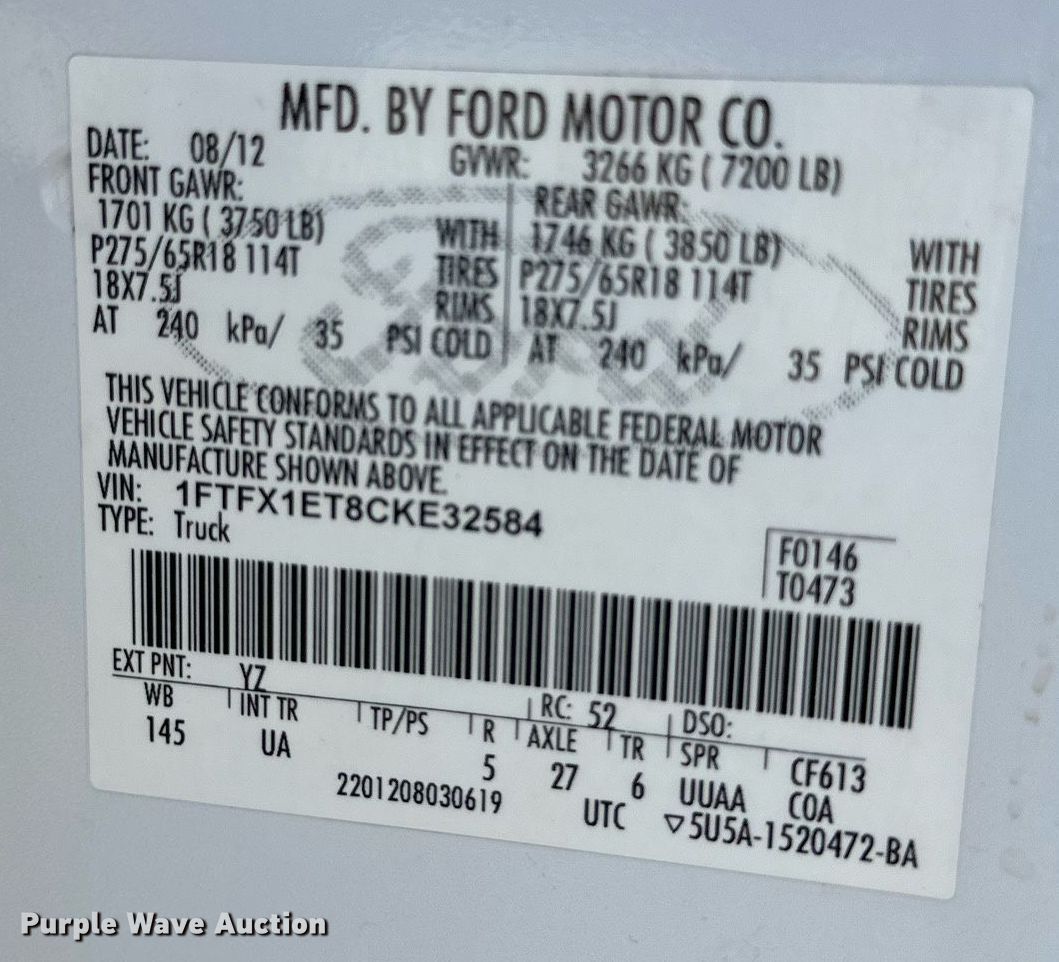 MFD. BY FORD MOTOR CO.
DATE: 08/12 GVWR: 3266 KG ( 7200 LB)
FRONT GAWR: REAR GAWR:
1701 KG ( 3750 LB) WITH 1746 KG ( 3850 LB) WITH
P275/65R18 114T TIRES P275/65R18 114T TIRES
18X7.5J RIMS 18X7.5J RIMS
AT 240 kPa/ 35 PSI COLD AT 240 kPa/ 35 PSI COLD
THIS VEHICLE CONFORMS TO ALL APPLICABLE FEDERAL MOTOR
VEHICLE SAFETY STANDARDS IN EFFECT ON THE DATE OF
MANUFACTURE SHOWN ABOVE.
VIN: 1FTFX1ET8CKE32584
TYPE: Truck
F0146
T0473
EXT PNT: YZ RC: 52 DSO:
WB INT TR TP/PS R AXLE TR SPR CF613
145 UA 5 27 6 UUAA COA
2201208030619 UTC ▽5U5A-1520472-BA
Purple Wave Auction